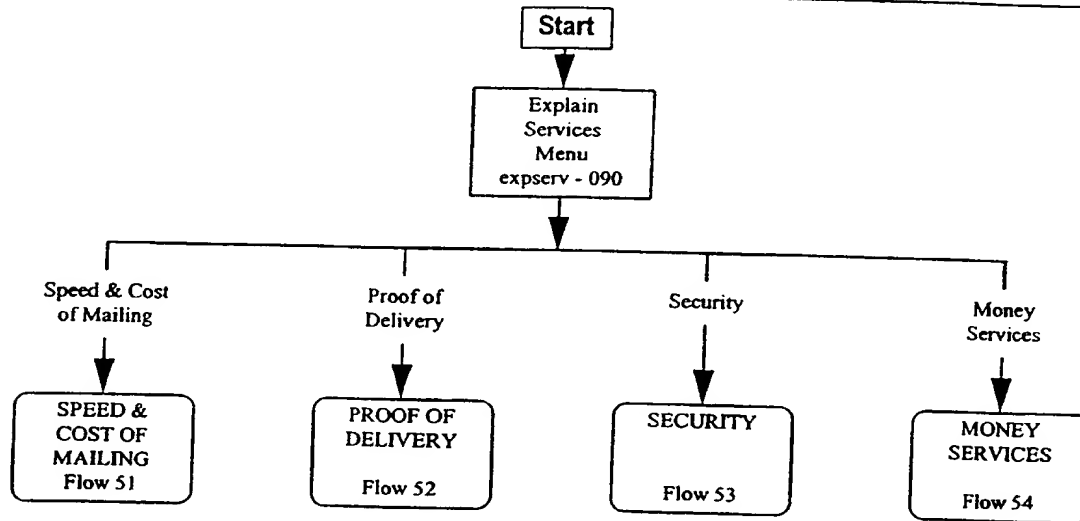 Start
Explain
Services
Menu
expserv - 090
Speed & Cost
of Mailing
Proof of
Delivery
Security
Money
Services
SPEED &
COST OF
MAILING
Flow 51
PROOF OF
DELIVERY
Flow 52
SECURITY
Flow 53
MONEY
SERVICES
Flow 54